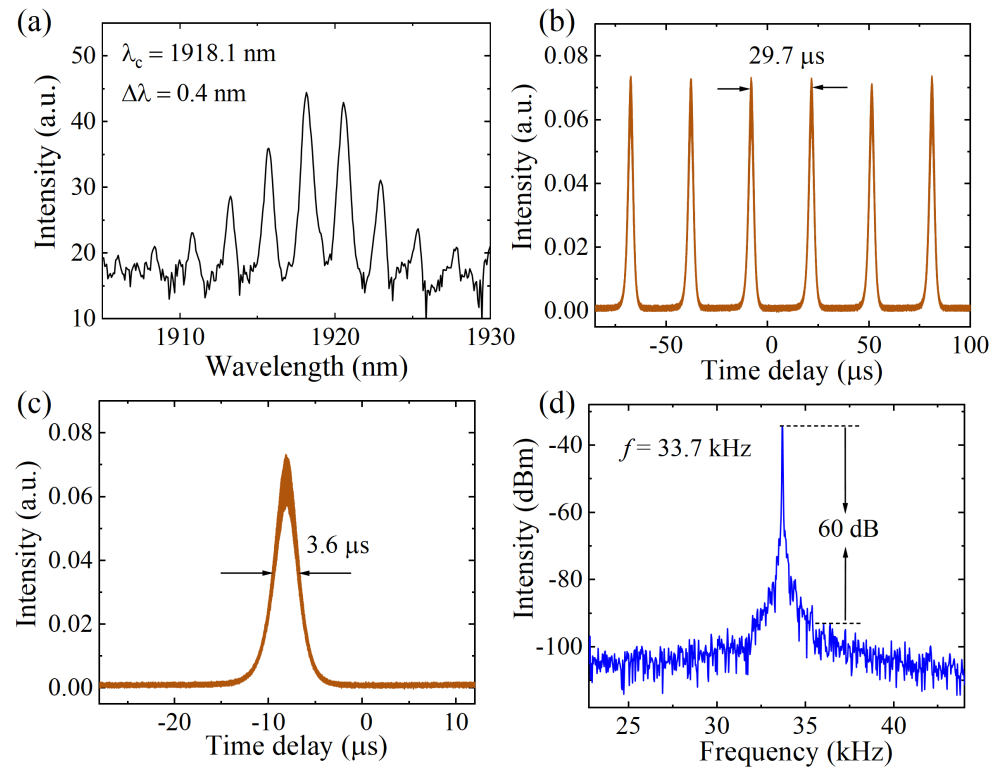 (a)
λc = 1918.1 nm
Δλ = 0.4 nm
50
40
30
20
10
1910
1920
1930
Intensity (a.u.)
Wavelength (nm)
(b)
29.7 μs
0.08
0.06
0.04
0.02
0.00
-50
0
50
100
Intensity (a.u.)
Time delay (μs)
(c)
3.6 μs
0.08
0.06
0.04
0.02
0.00
-20
-10
0
10
Intensity (a.u.)
Time delay (μs)
(d)
f = 33.7 kHz
60 dB
-40
-60
-80
-100
25
30
35
40
Intensity (dBm)
Frequency (kHz)